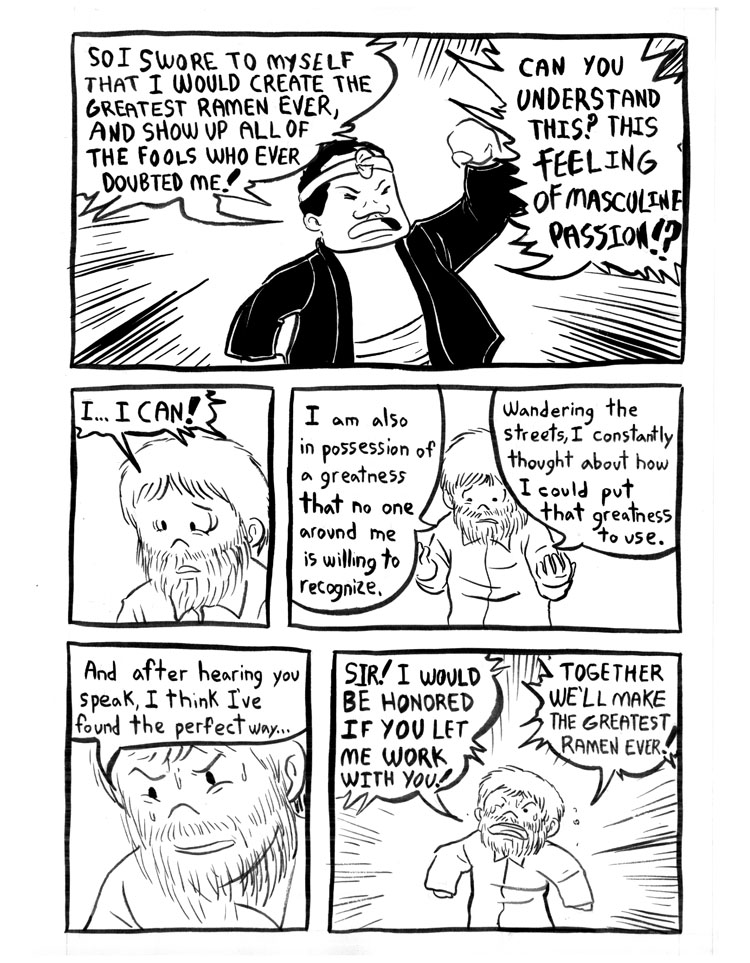 SO I SWORE TO MYSELF
THAT I WOULD CREATE THE
GREATEST RAMEN EVER,
AND SHOW UP ALL OF
THE FOOLS WHO EVER
DOUBTED ME!
CAN YOU
UNDERSTAND
THIS? THIS
FEELING
OF MASCULINE
PASSION!?
I... I CAN!
I am also
in possession of
a greatness
that no one
around me
is willing to
recognize.
Wandering the
streets, I constantly
thought about how
I could put
that greatness
to use.
And after hearing you
speak, I think I've
found the perfect way...
SIR! I WOULD
BE HONORED
IF YOU LET
ME WORK
WITH YOU!
TOGETHER
WE'LL MAKE
THE GREATEST
RAMEN EVER!